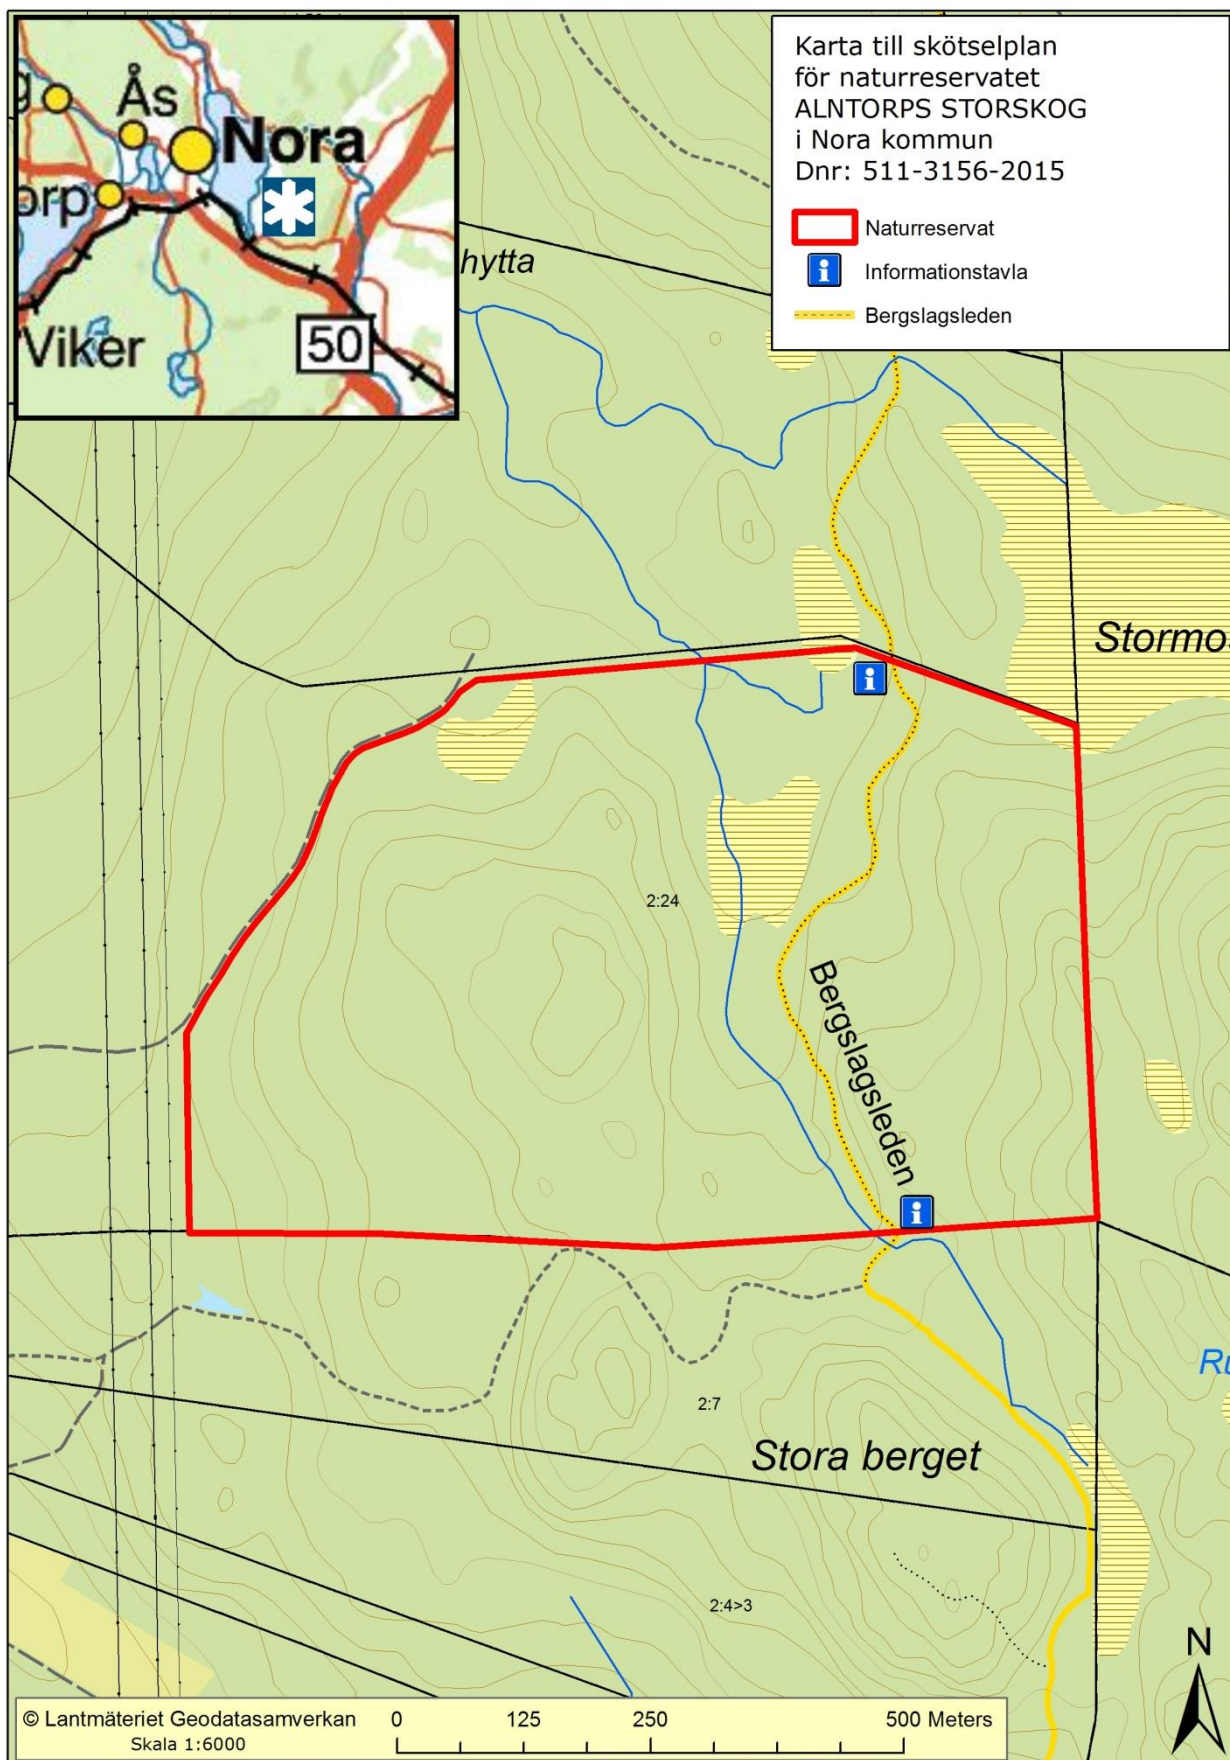 Karta till skötselplan
för naturreservatet
ALNTORPS STORSKOG
i Nora kommun
Dnr: 511-3156-2015
Naturreservat
i
Informationstavla
Bergslagsleden
Ås
Nora
orp
Viker
50
hytta
Stormos
i
2:24
Bergslagsleden
i
2:7
Stora berget
2:4>3
N
© Lantmäteriet Geodatasamverkan
Skala 1:6000
0 125 250 500 Meters